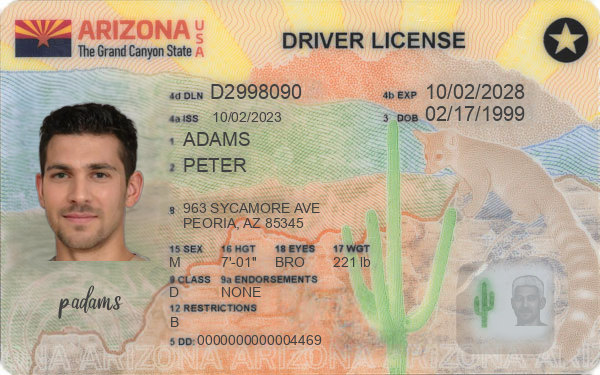 ARIZONA USA
The Grand Canyon State
DRIVER LICENSE
4d DLN D2998090
4b EXP 10/02/2028
4a ISS 10/02/2023
3 DOB 02/17/1999
1 ADAMS
2 PETER
8 963 SYCAMORE AVE
PEORIA, AZ 85345
15 SEX 16 HGT 18 EYES 17 WGT
M 7'-01" BRO 221 lb
9 CLASS 9a ENDORSEMENTS
D NONE
12 RESTRICTIONS
B
padams
5 DD: 0000000000004469
ARIZONA ARIZONA ARIZONA ARIZONA